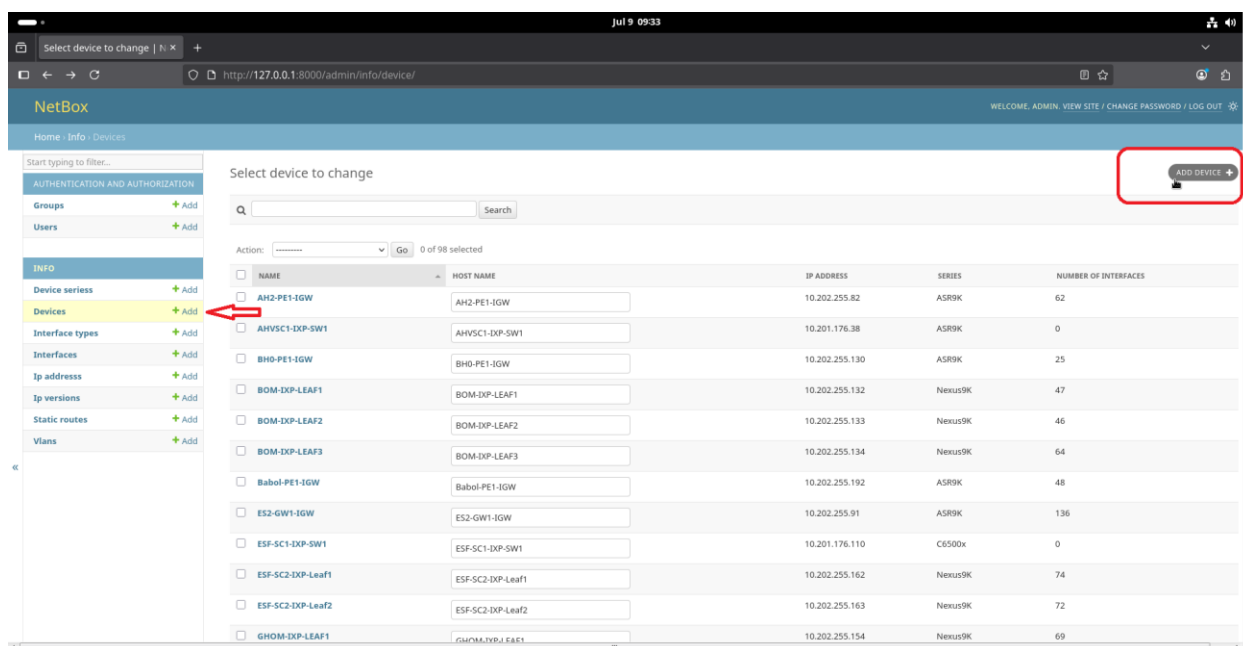 Jul 9 09:33
Select device to change | N ×
http://127.0.0.1:8000/admin/info/device/
NetBox
WELCOME, ADMIN. VIEW SITE / CHANGE PASSWORD / LOG OUT
Home › Info › Devices
Start typing to filter...
AUTHENTICATION AND AUTHORIZATION
Groups + Add
Users + Add
INFO
Device seriess + Add
Devices + Add
Interface types + Add
Interfaces + Add
Ip addresss + Add
Ip versions + Add
Static routes + Add
Vlans + Add
«
Select device to change
ADD DEVICE +
Search
Action: --------- Go 0 of 98 selected
NAME HOST NAME IP ADDRESS SERIES NUMBER OF INTERFACES
AH2-PE1-IGW AH2-PE1-IGW 10.202.255.82 ASR9K 62
AHVSC1-IXP-SW1 AHVSC1-IXP-SW1 10.201.176.38 ASR9K 0
BH0-PE1-IGW BH0-PE1-IGW 10.202.255.130 ASR9K 25
BOM-IXP-LEAF1 BOM-IXP-LEAF1 10.202.255.132 Nexus9K 47
BOM-IXP-LEAF2 BOM-IXP-LEAF2 10.202.255.133 Nexus9K 46
BOM-IXP-LEAF3 BOM-IXP-LEAF3 10.202.255.134 Nexus9K 64
Babol-PE1-IGW Babol-PE1-IGW 10.202.255.192 ASR9K 48
ES2-GW1-IGW ES2-GW1-IGW 10.202.255.91 ASR9K 136
ESF-SC1-IXP-SW1 ESF-SC1-IXP-SW1 10.201.176.110 C6500x 0
ESF-SC2-IXP-Leaf1 ESF-SC2-IXP-Leaf1 10.202.255.162 Nexus9K 74
ESF-SC2-IXP-Leaf2 ESF-SC2-IXP-Leaf2 10.202.255.163 Nexus9K 72
GHOM-IXP-LEAF1 GHOM-IXP-LEAF1 10.202.255.154 Nexus9K 69